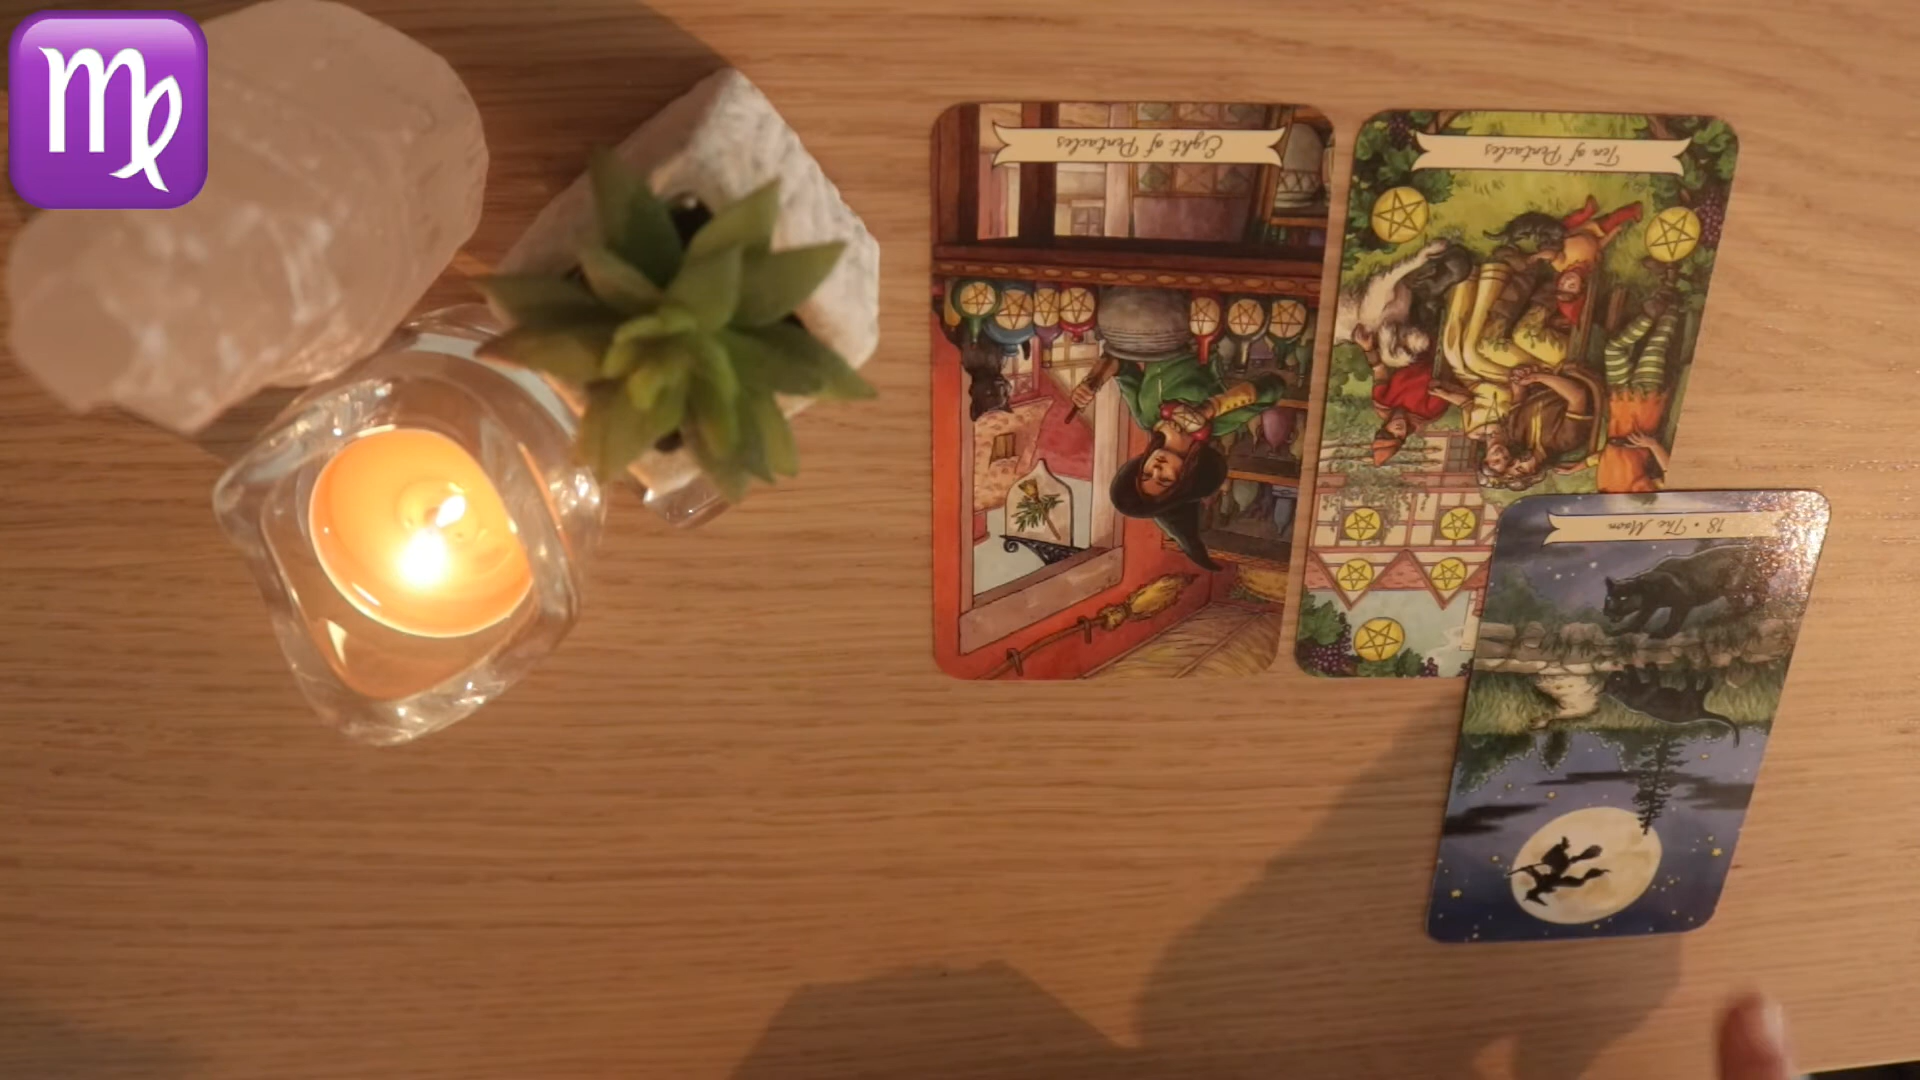 Eight of Pentacles
Ten of Pentacles
18 • The Moon